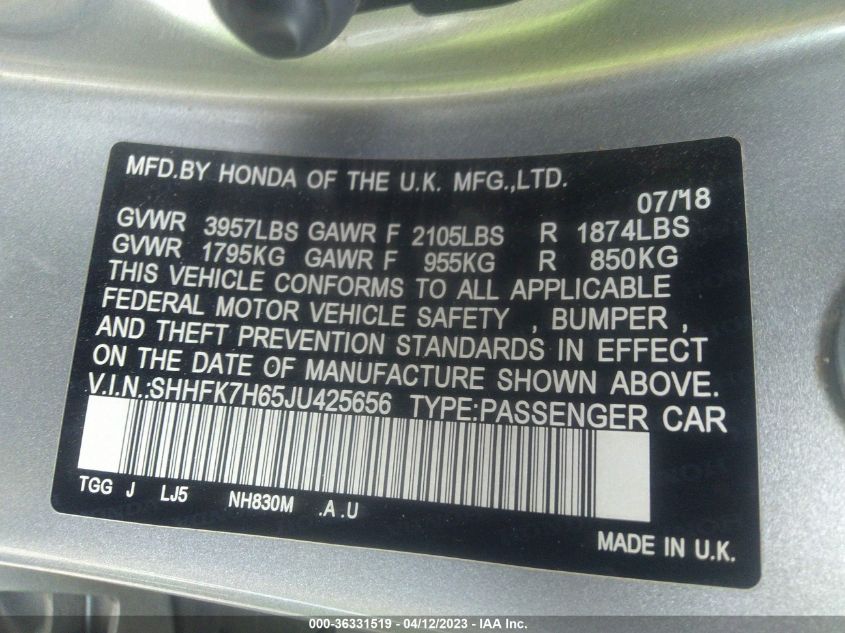 MFD.BY HONDA OF THE U.K. MFG.,LTD.
07/18
GVWR 3957LBS GAWR F 2105LBS R 1874LBS
GVWR 1795KG GAWR F 955KG R 850KG
THIS VEHICLE CONFORMS TO ALL APPLICABLE
FEDERAL MOTOR VEHICLE SAFETY , BUMPER ,
AND THEFT PREVENTION STANDARDS IN EFFECT
ON THE DATE OF MANUFACTURE SHOWN ABOVE.
V.I.N.:SHHFK7H65JU425656 TYPE:PASSENGER CAR
TGG J LJ5 NH830M .A .U
MADE IN U.K.
000-36331519 - 04/12/2023 - IAA Inc.